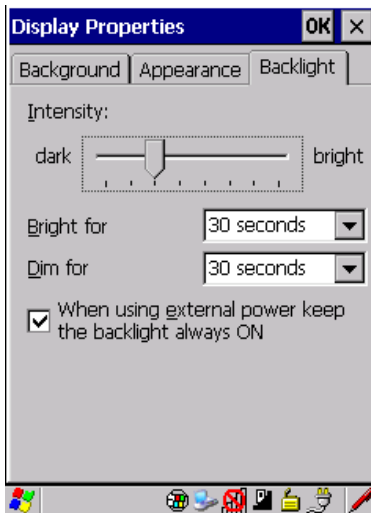 Display Properties OK ×
Background Appearance Backlight
Intensity:
dark bright
Bright for 30 seconds
Dim for 30 seconds
When using external power keep
the backlight always ON